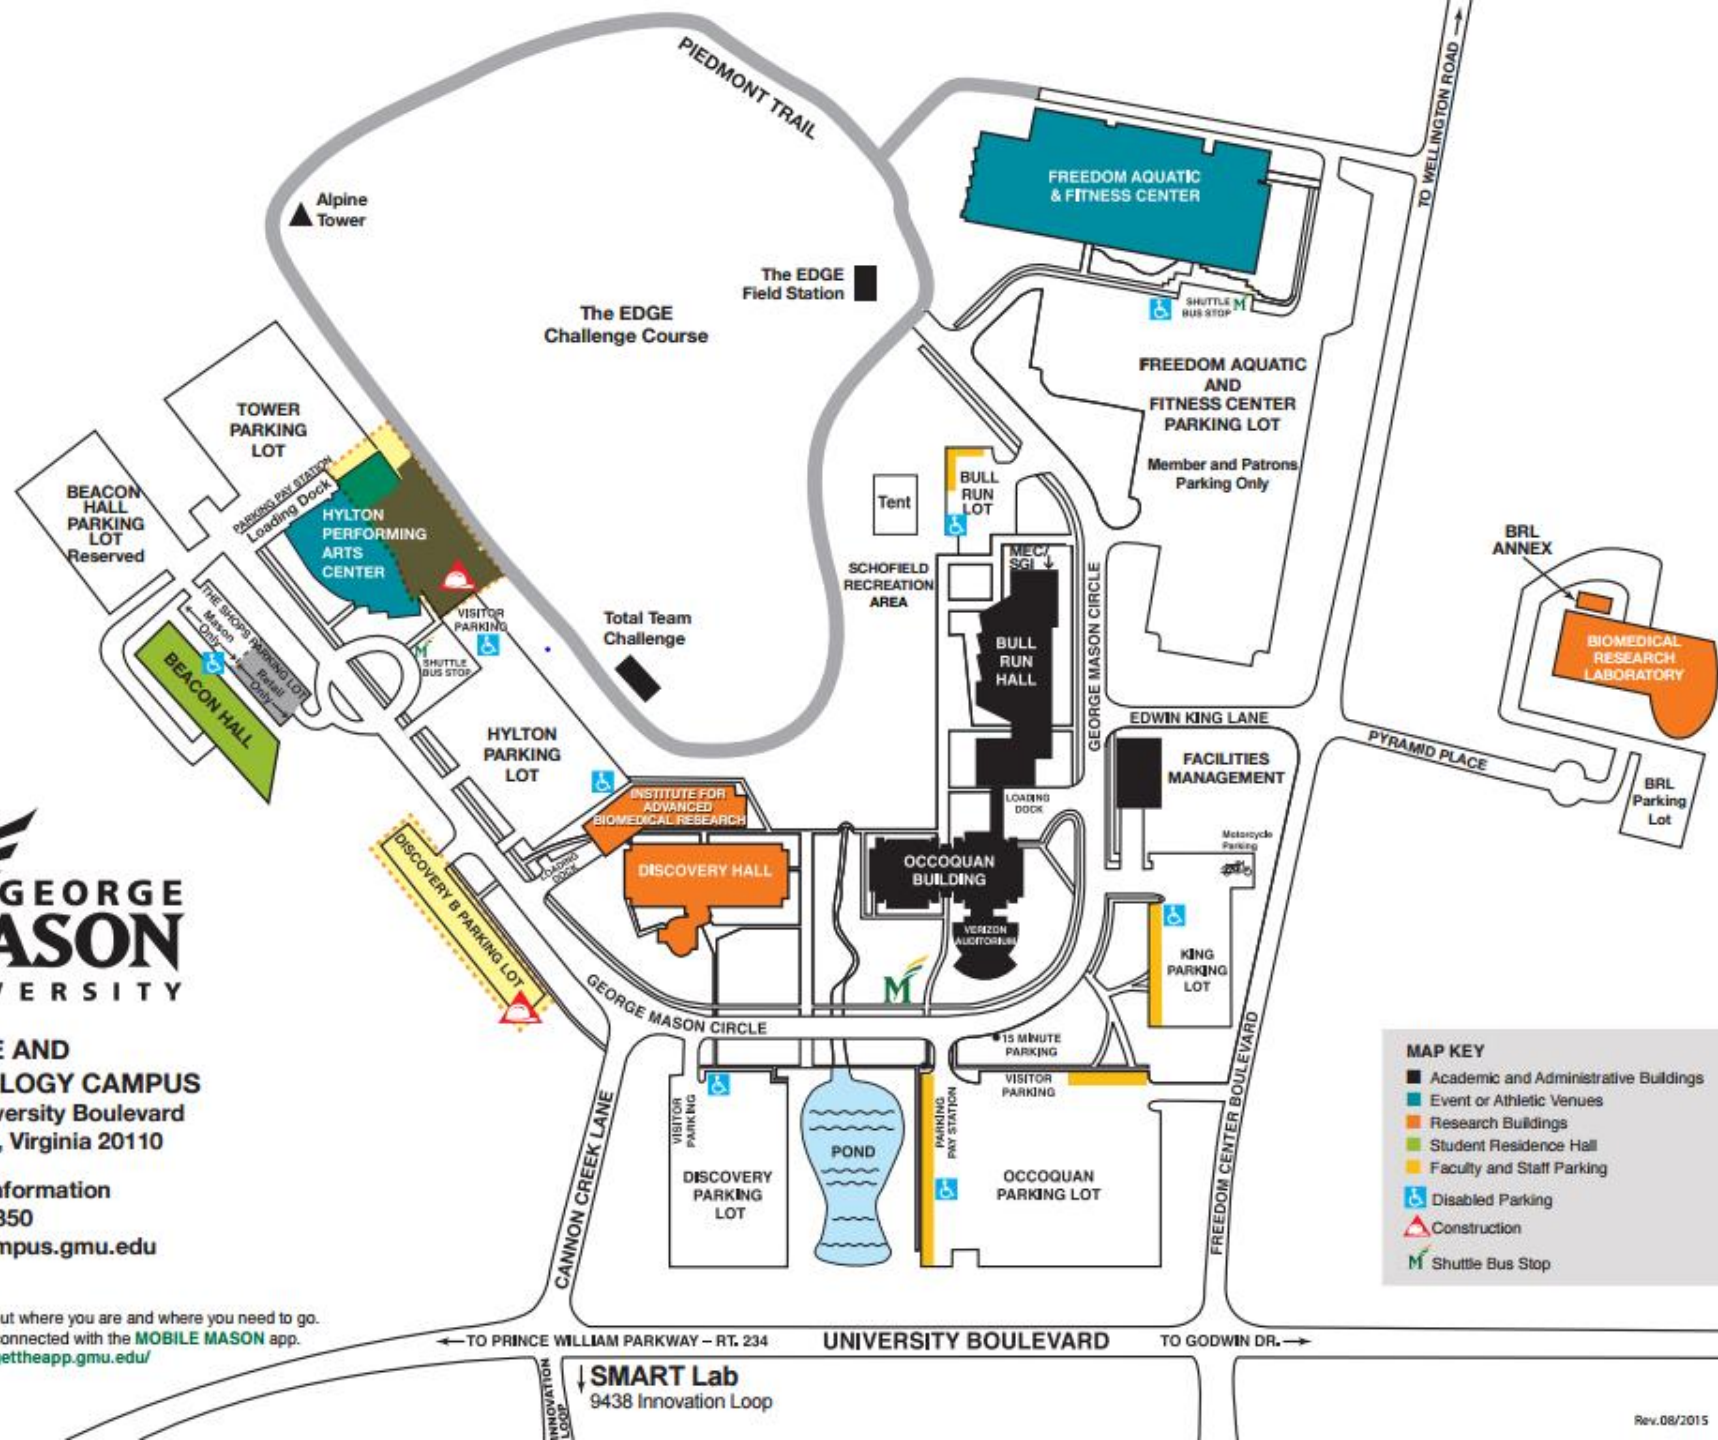 PIEDMONT TRAIL
TO WELLINGTON ROAD
FREEDOM AQUATIC
& FITNESS CENTER
Alpine
Tower
The EDGE
Field Station
The EDGE
Challenge Course
SHUTTLE
BUS STOP
M
FREEDOM AQUATIC
AND
FITNESS CENTER
PARKING LOT
Member and Patrons
Parking Only
TOWER
PARKING
LOT
BEACON
HALL
PARKING
LOT
Reserved
PARKING PAY STATION
Loading Dock
HYLTON
PERFORMING
ARTS
CENTER
VISITOR
PARKING
M
SHUTTLE
BUS STOP
THE SHOPS PARKING LOT
Mason
Only
Retail
Only
BEACON HALL
Total Team
Challenge
Tent
BULL
RUN
LOT
SCHOFIELD
RECREATION
AREA
MEC/
SGI
BULL
RUN
HALL
GEORGE MASON CIRCLE
EDWIN KING LANE
BRL
ANNEX
BIOMEDICAL
RESEARCH
LABORATORY
PYRAMID PLACE
BRL
Parking
Lot
FACILITIES
MANAGEMENT
LOADING
DOCK
Motorcycle
Parking
HYLTON
PARKING
LOT
INSTITUTE FOR
ADVANCED
BIOMEDICAL RESEARCH
LOADING
DOCK
DISCOVERY HALL
OCCOQUAN
BUILDING
VERIZON
AUDITORIUM
M
DISCOVERY B PARKING LOT
GEORGE MASON CIRCLE
KING
PARKING
LOT
15 MINUTE
PARKING
VISITOR
PARKING
VISITOR
PARKING
PARKING
PAY STATION
DISCOVERY
PARKING
LOT
POND
OCCOQUAN
PARKING LOT
CANNON CREEK LANE
FREEDOM CENTER BOULEVARD
GEORGE
ASON
VERSITY
E AND
LOGY CAMPUS
versity Boulevard
, Virginia 20110
nformation
350
mpus.gmu.edu
ut where you are and where you need to go.
connected with the MOBILE MASON app.
gettheapp.gmu.edu/
MAP KEY
Academic and Administrative Buildings
Event or Athletic Venues
Research Buildings
Student Residence Hall
Faculty and Staff Parking
Disabled Parking
Construction
M Shuttle Bus Stop
TO PRINCE WILLIAM PARKWAY – RT. 234
UNIVERSITY BOULEVARD
TO GODWIN DR.
INNOVATION
LOOP
SMART Lab
9438 Innovation Loop
Rev.08/2015